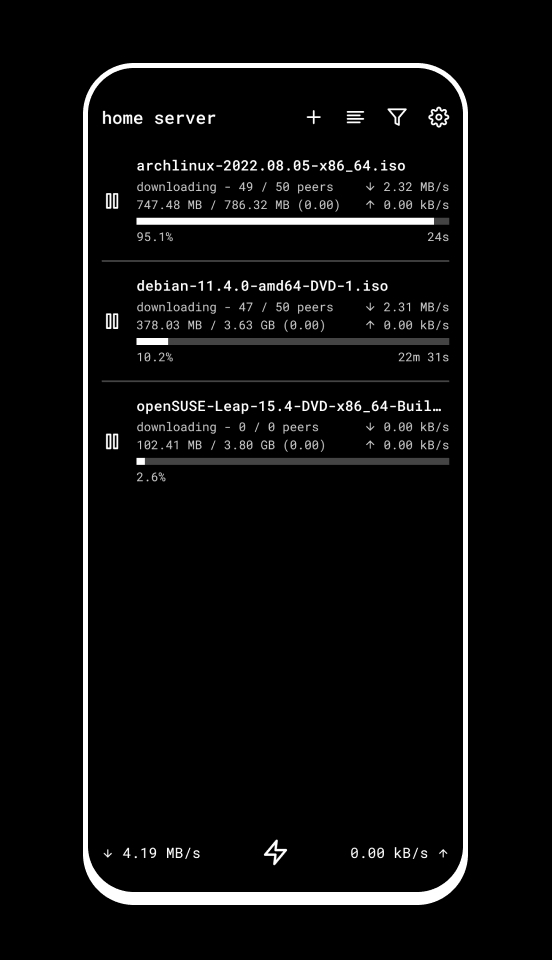 home server
archlinux-2022.08.05-x86_64.iso
downloading - 49 / 50 peers ↓ 2.32 MB/s
747.48 MB / 786.32 MB (0.00) ↑ 0.00 kB/s
95.1% 24s
debian-11.4.0-amd64-DVD-1.iso
downloading - 47 / 50 peers ↓ 2.31 MB/s
378.03 MB / 3.63 GB (0.00) ↑ 0.00 kB/s
10.2% 22m 31s
openSUSE-Leap-15.4-DVD-x86_64-Buil…
downloading - 0 / 0 peers ↓ 0.00 kB/s
102.41 MB / 3.80 GB (0.00) ↑ 0.00 kB/s
2.6%
↓ 4.19 MB/s 0.00 kB/s ↑